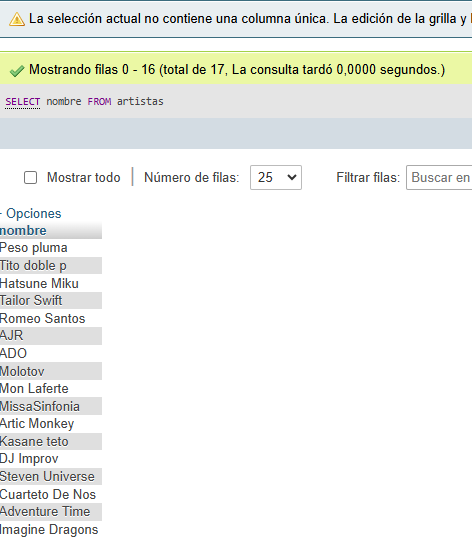 La selección actual no contiene una columna única. La edición de la grilla y
Mostrando filas 0 - 16 (total de 17, La consulta tardó 0,0000 segundos.)
SELECT nombre FROM artistas
Mostrar todo Número de filas: 25 Filtrar filas: Buscar en
Opciones
nombre
Peso pluma
Tito doble p
Hatsune Miku
Tailor Swift
Romeo Santos
AJR
ADO
Molotov
Mon Laferte
MissaSinfonia
Artic Monkey
Kasane teto
DJ Improv
Steven Universe
Cuarteto De Nos
Adventure Time
Imagine Dragons